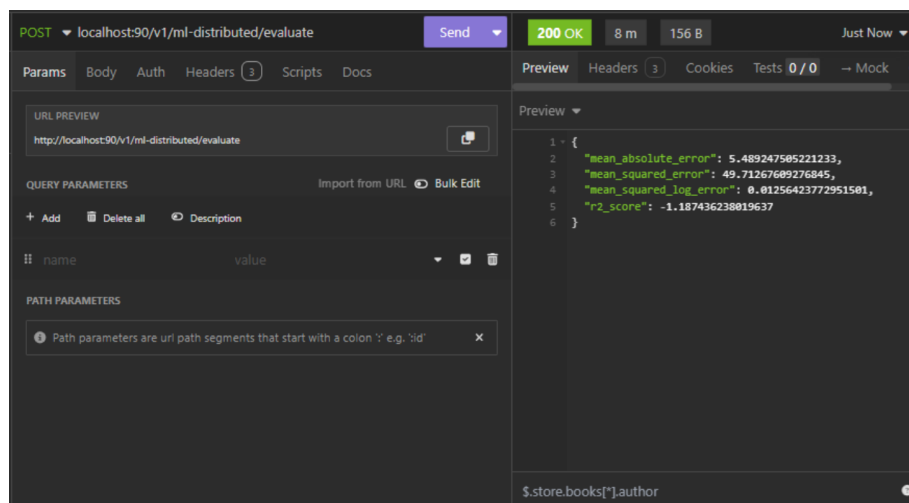 POST localhost:90/v1/ml-distributed/evaluate Send
Params Body Auth Headers 3 Scripts Docs
URL PREVIEW
http://localhost:90/v1/ml-distributed/evaluate
QUERY PARAMETERS Import from URL Bulk Edit
+ Add Delete all Description
name value
PATH PARAMETERS
Path parameters are url path segments that start with a colon ':' e.g. ':id'
200 OK 8 m 156 B Just Now
Preview Headers 3 Cookies Tests 0 / 0 → Mock
Preview
1 {
2 "mean_absolute_error": 5.489247505221233,
3 "mean_squared_error": 49.71267609276845,
4 "mean_squared_log_error": 0.01256423772951501,
5 "r2_score": -1.187436238019637
6 }
$.store.books[*].author